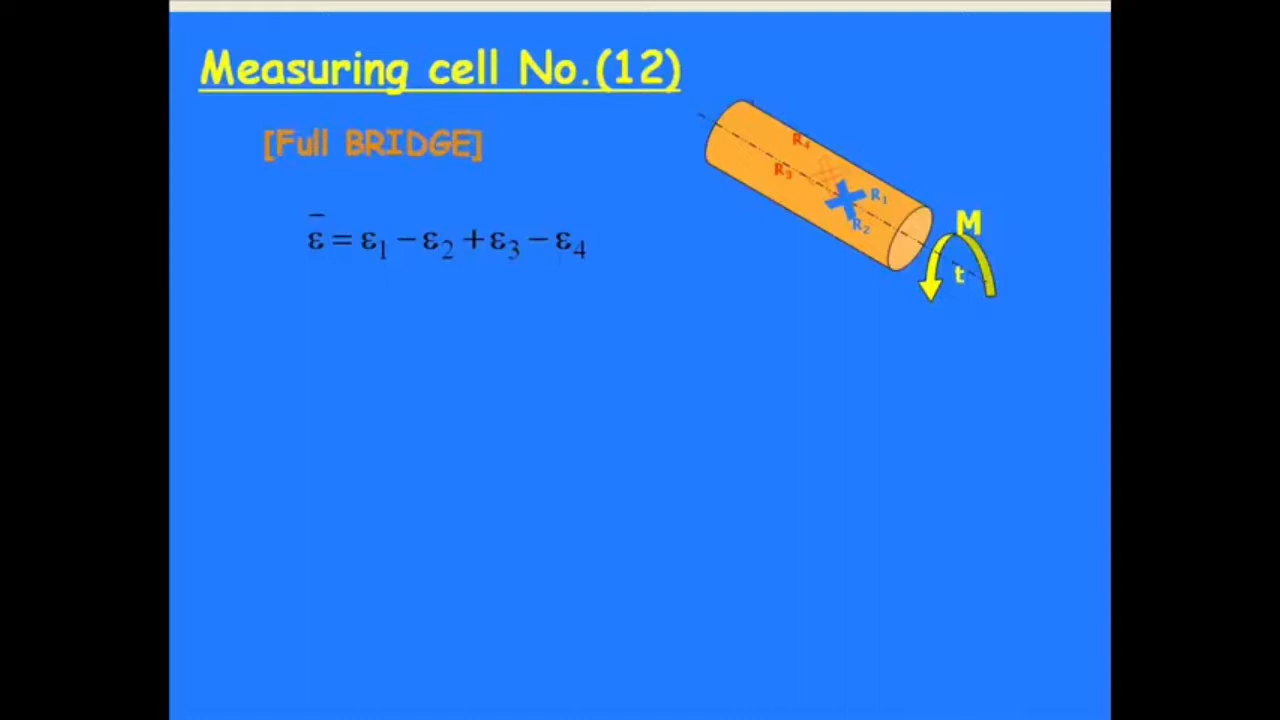 Measuring cell No.(12)
[Full BRIDGE]
ε̄ = ε₁ − ε₂ + ε₃ − ε₄
R₄
R₃
R₁
R₂
M
t